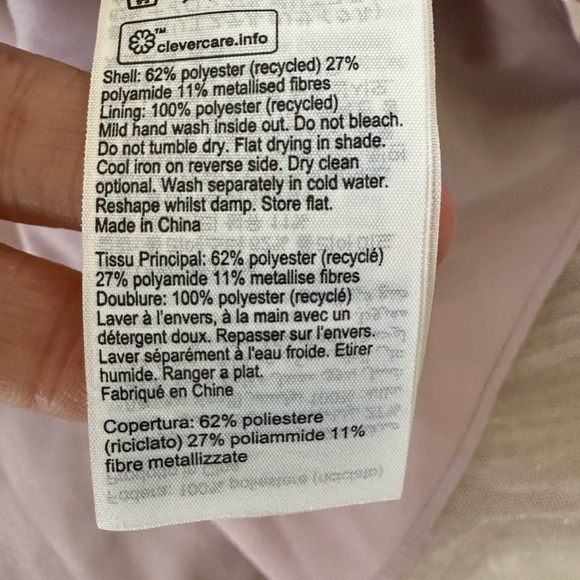 ™
clevercare.info
Shell: 62% polyester (recycled) 27%
polyamide 11% metallised fibres
Lining: 100% polyester (recycled)
Mild hand wash inside out. Do not bleach.
Do not tumble dry. Flat drying in shade.
Cool iron on reverse side. Dry clean
optional. Wash separately in cold water.
Reshape whilst damp. Store flat.
Made in China
Tissu Principal: 62% polyester (recyclé)
27% polyamide 11% metallise fibres
Doublure: 100% polyester (recyclé)
Laver à l'envers, à la main avec un
détergent doux. Repasser sur l'envers.
Laver séparément à l'eau froide. Etirer
humide. Ranger a plat.
Fabriqué en Chine
Copertura: 62% poliestere
(riciclato) 27% poliammide 11%
fibre metallizzate
Fodera: 100% poliestere (riciclato)